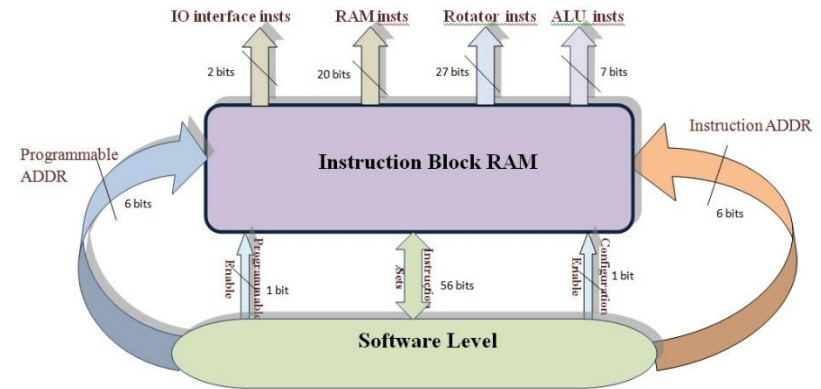 IO interface insts
RAM insts
Rotator insts
ALU insts
2 bits
20 bits
27 bits
7 bits
Programmable
ADDR
Instruction ADDR
Instruction Block RAM
6 bits
6 bits
Programmable
Enable
1 bit
Instruction
Sets
56 bits
Configuration
Enable
1 bit
Software Level